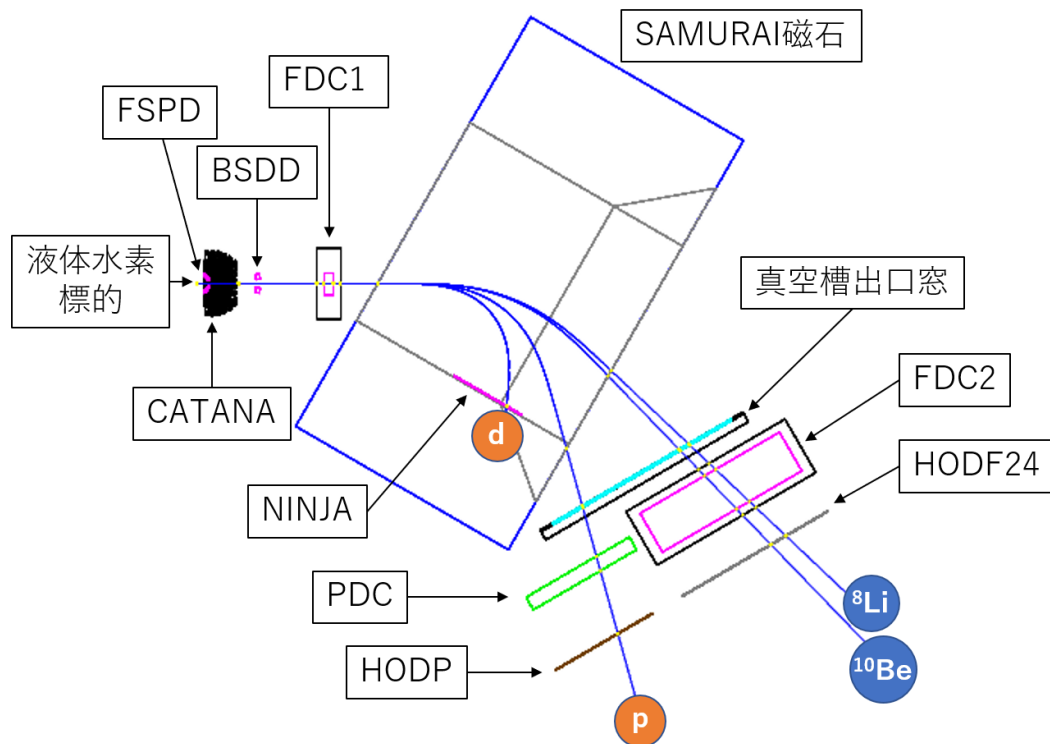 SAMURAI磁石
FDC1
FSPD
BSDD
液体水素
標的
真空槽出口窓
FDC2
CATANA
d
HODF24
NINJA
PDC
⁸Li
HODP
¹⁰Be
p